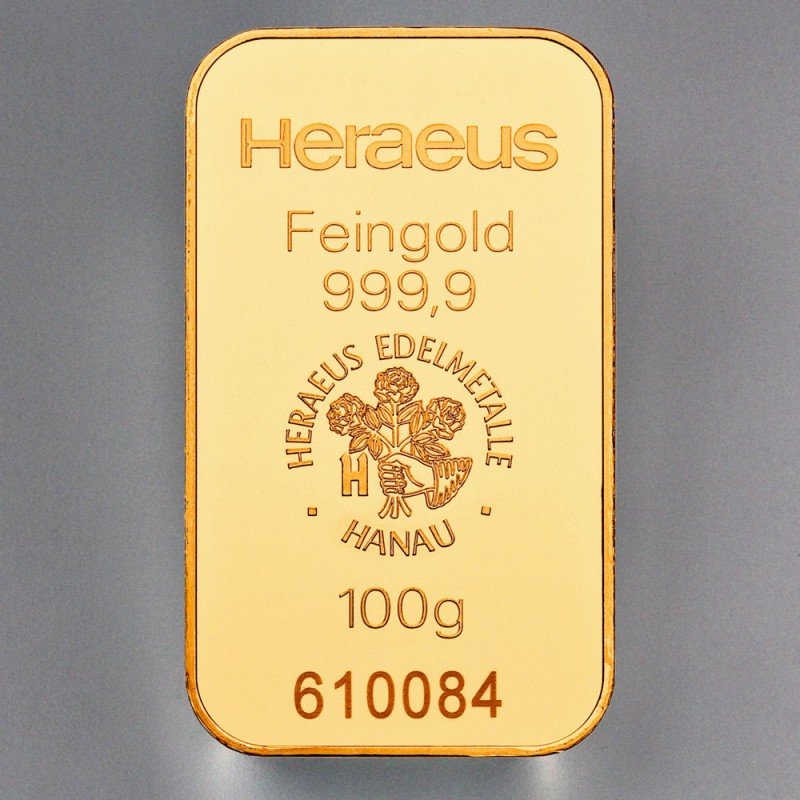 Heraeus
Feingold
999,9
HERAEUS EDELMETALLE
H
· HANAU ·
100g
610084